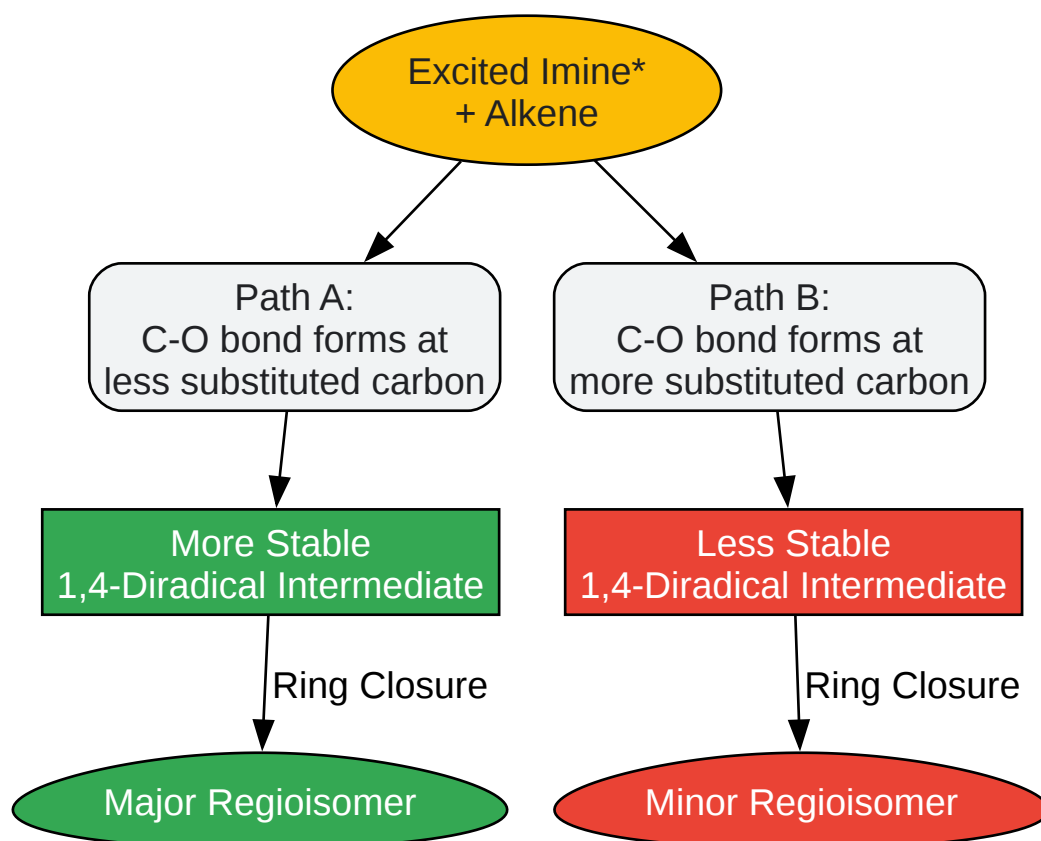 Excited Imine*
+ Alkene
Path A:
C-O bond forms at
less substituted carbon
Path B:
C-O bond forms at
more substituted carbon
More Stable
1,4-Diradical Intermediate
Less Stable
1,4-Diradical Intermediate
Ring Closure
Ring Closure
Major Regioisomer
Minor Regioisomer